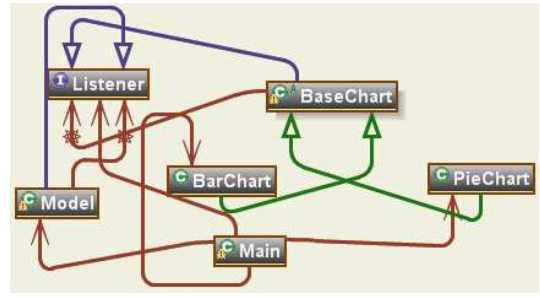 I Listener
C A BaseChart
C BarChart
C PieChart
C Model
C Main